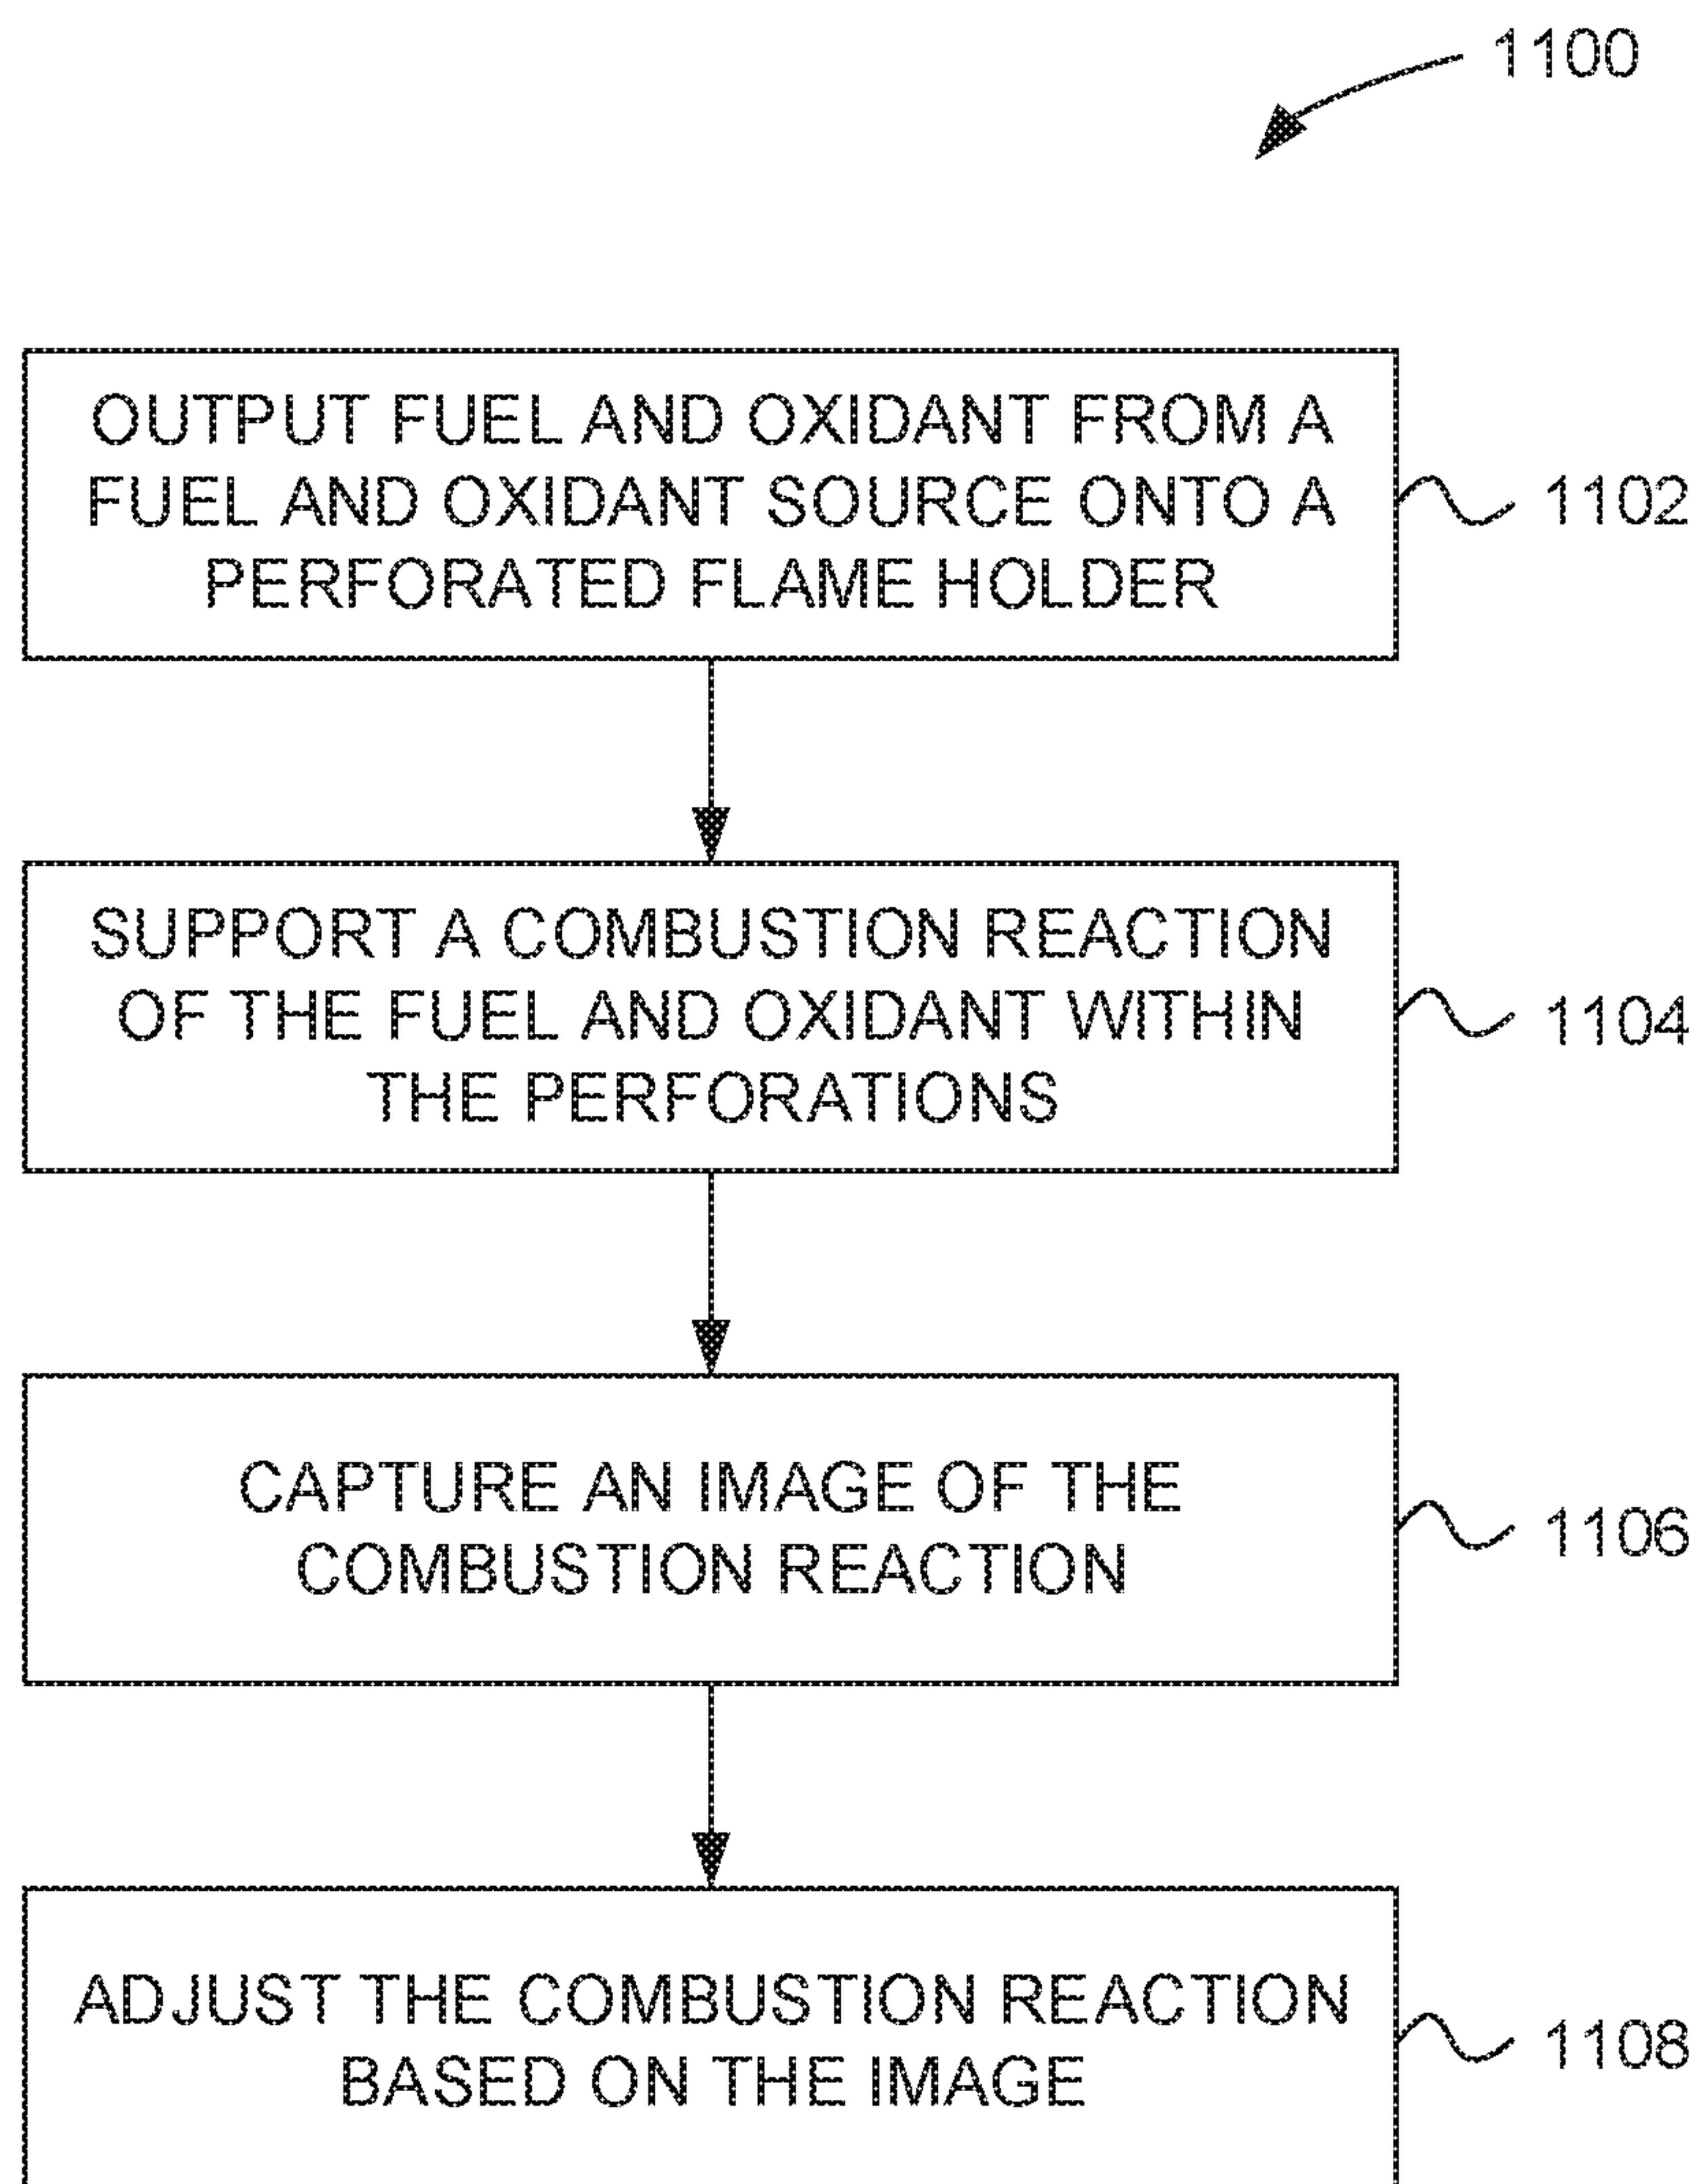 1100
OUTPUT FUEL AND OXIDANT FROM A
FUEL AND OXIDANT SOURCE ONTO A
PERFORATED FLAME HOLDER
1102
SUPPORT A COMBUSTION REACTION
OF THE FUEL AND OXIDANT WITHIN
THE PERFORATIONS
1104
CAPTURE AN IMAGE OF THE
COMBUSTION REACTION
1106
ADJUST THE COMBUSTION REACTION
BASED ON THE IMAGE
1108